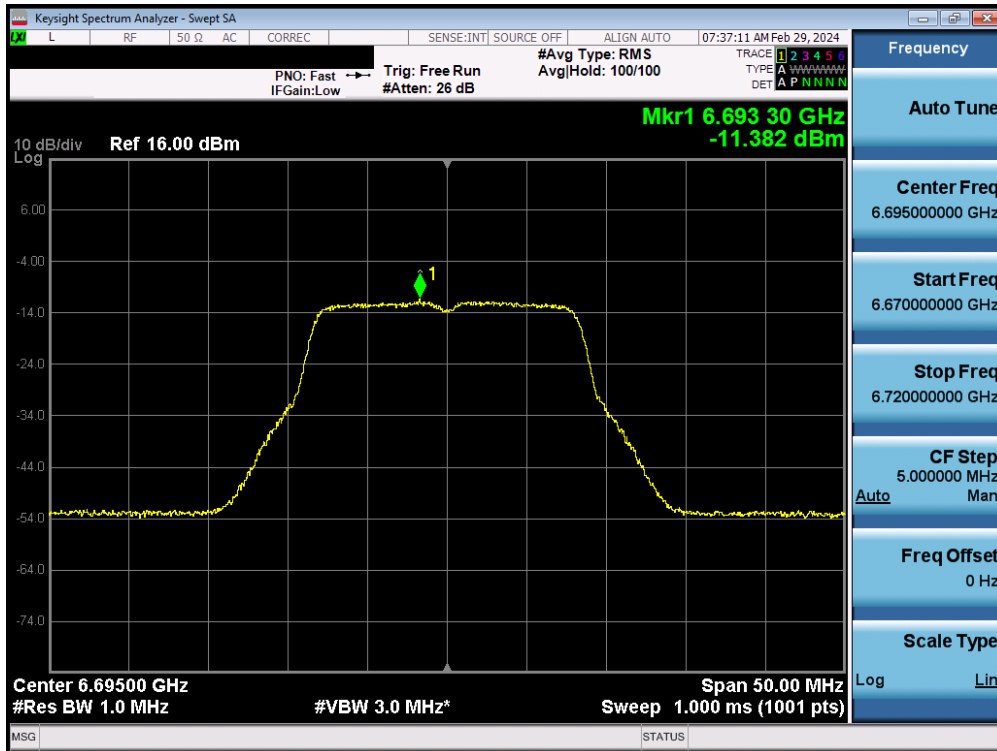 Keysight Spectrum Analyzer - Swept SA
LXI L RF 50 Ω AC CORREC SENSE:INT SOURCE OFF ALIGN AUTO 07:37:11 AM Feb 29, 2024
PNO: Fast Trig: Free Run #Avg Type: RMS TRACE 1 2 3 4 5 6
IFGain:Low #Atten: 26 dB Avg|Hold: 100/100 TYPE A WWWWW
DET A P N N N N
Mkr1 6.693 30 GHz
-11.382 dBm
10 dB/div Ref 16.00 dBm
Log
6.00
-4.00
1
-14.0
-24.0
-34.0
-44.0
-54.0
-64.0
-74.0
Center 6.69500 GHz Span 50.00 MHz
#Res BW 1.0 MHz #VBW 3.0 MHz* Sweep 1.000 ms (1001 pts)
MSG STATUS
Frequency
Auto Tune
Center Freq
6.695000000 GHz
Start Freq
6.670000000 GHz
Stop Freq
6.720000000 GHz
CF Step
5.000000 MHz
Auto Man
Freq Offset
0 Hz
Scale Type
Log Lin